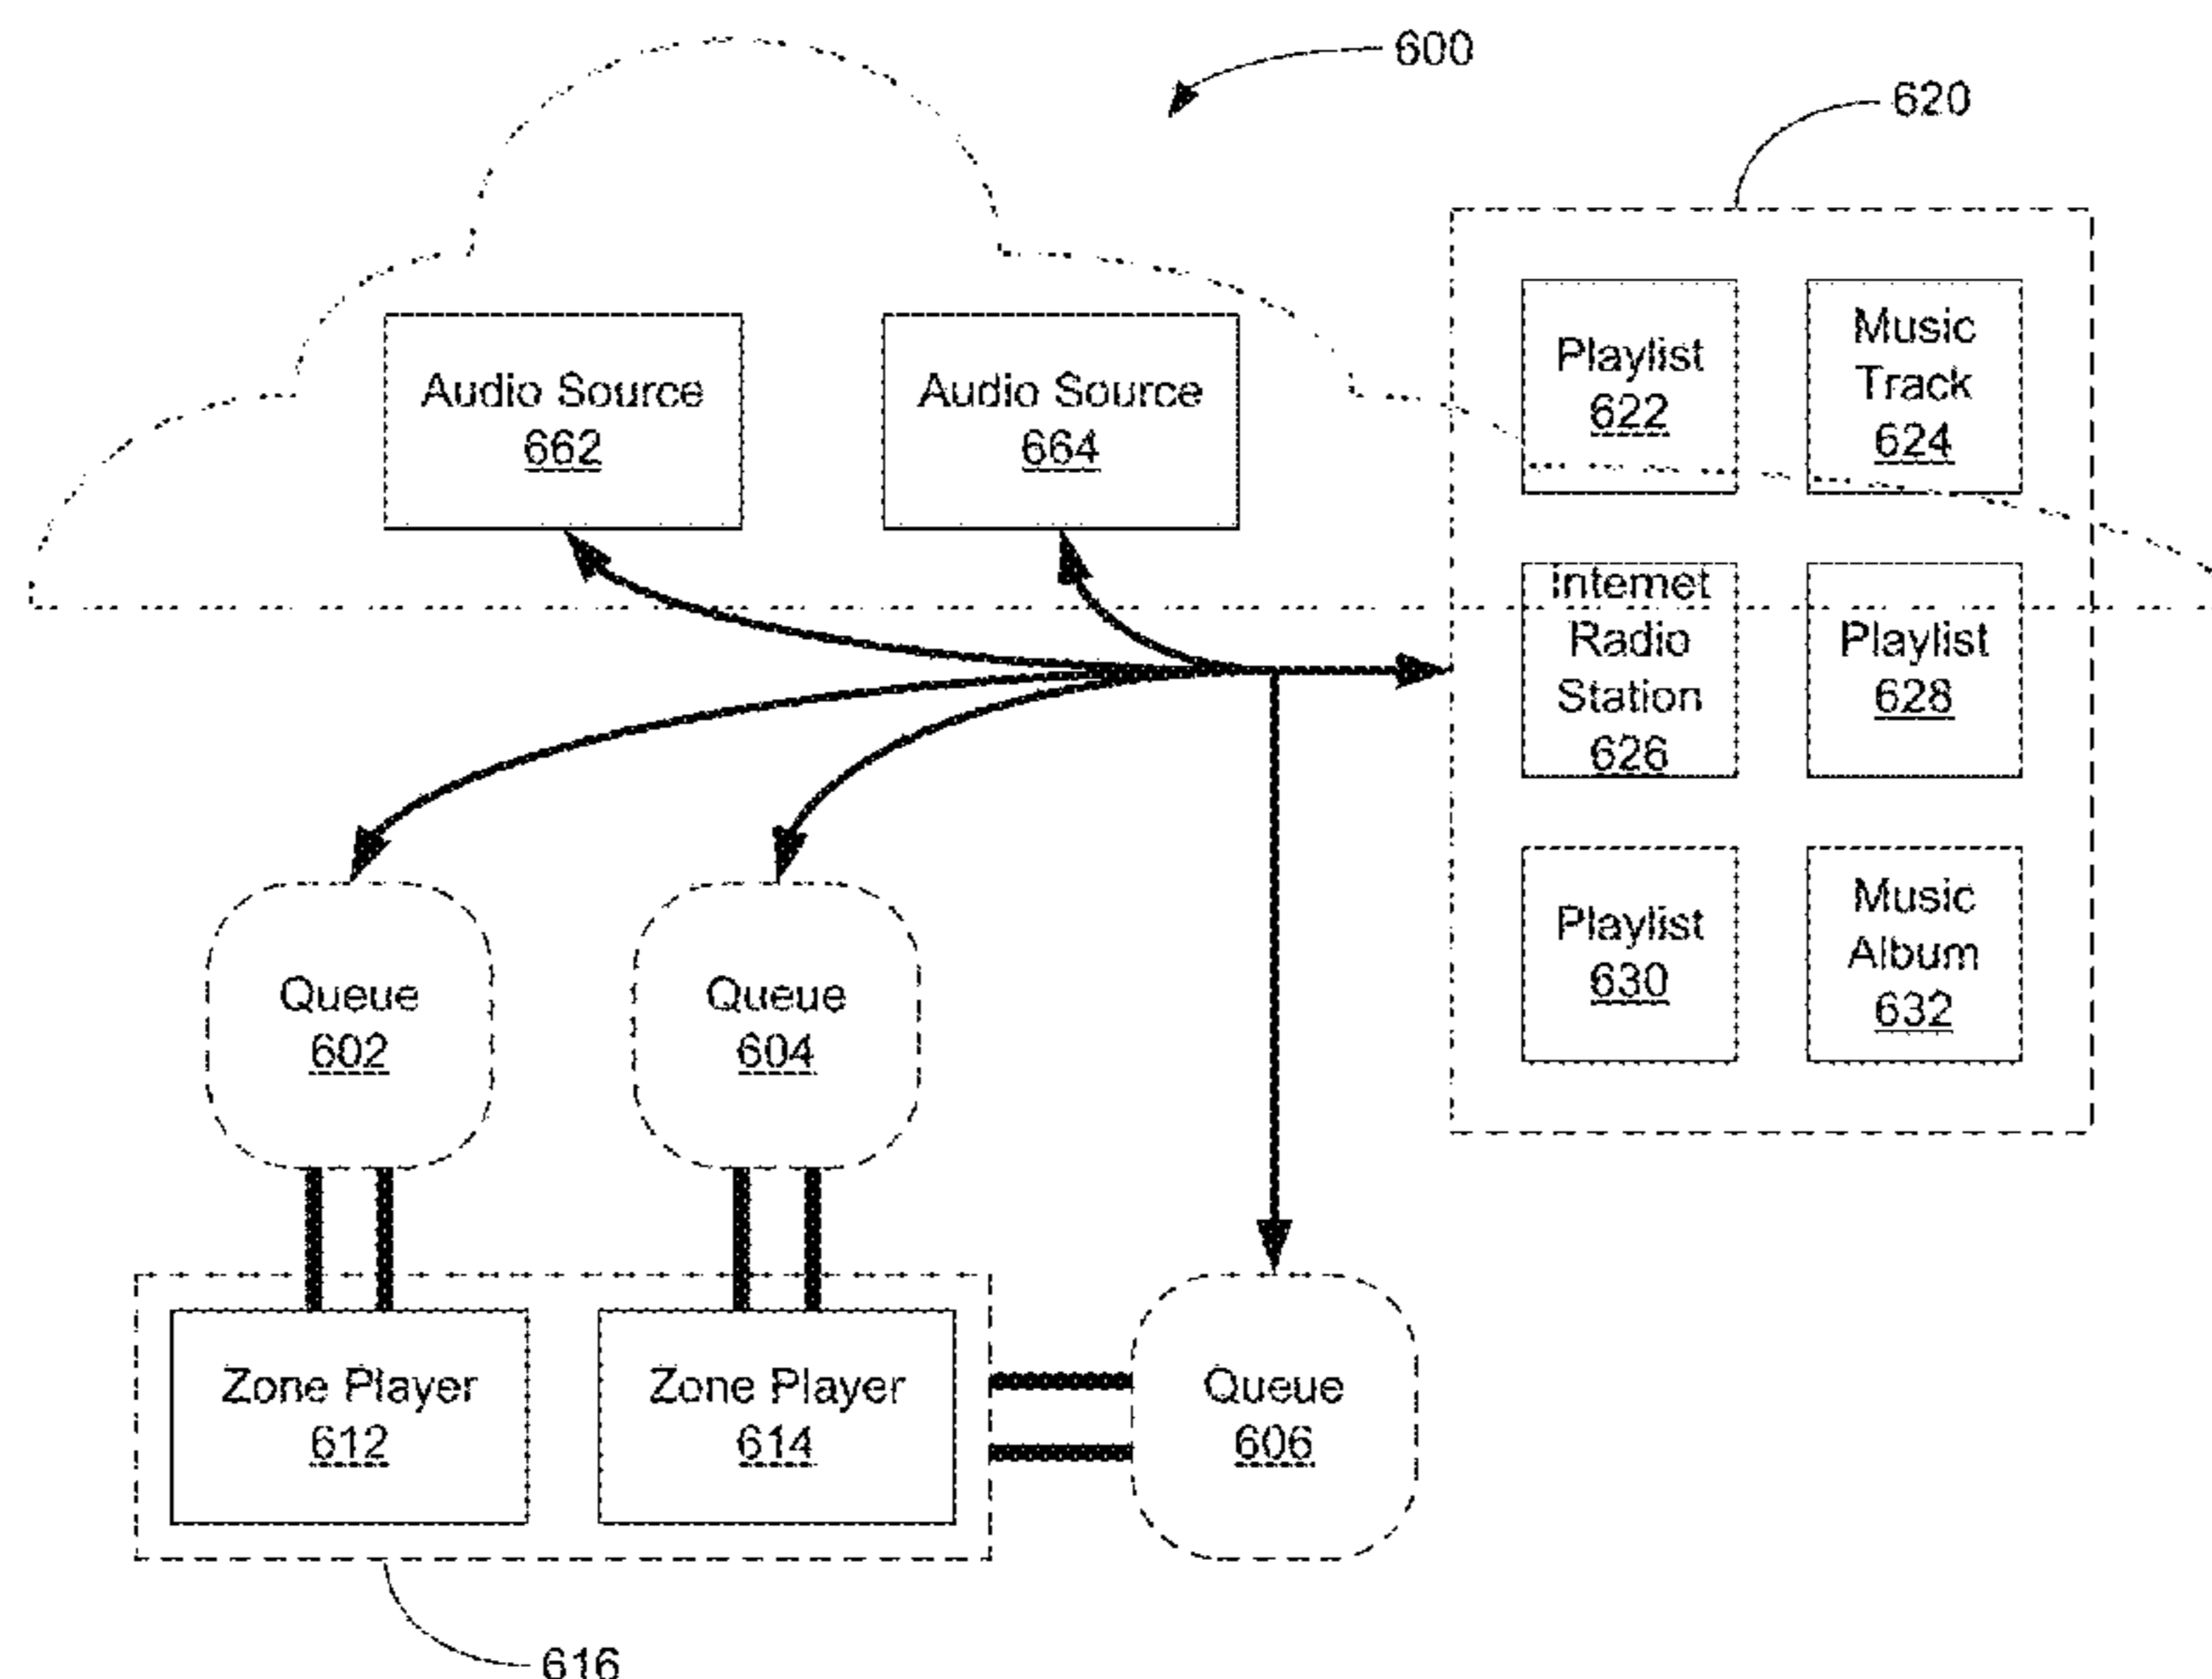 600
620
Audio Source
662
Audio Source
664
Playlist
622
Music
Track
624
Internet
Radio
Station
626
Playlist
628
Playlist
630
Music
Album
632
Queue
602
Queue
604
Zone Player
612
Zone Player
614
Queue
606
616